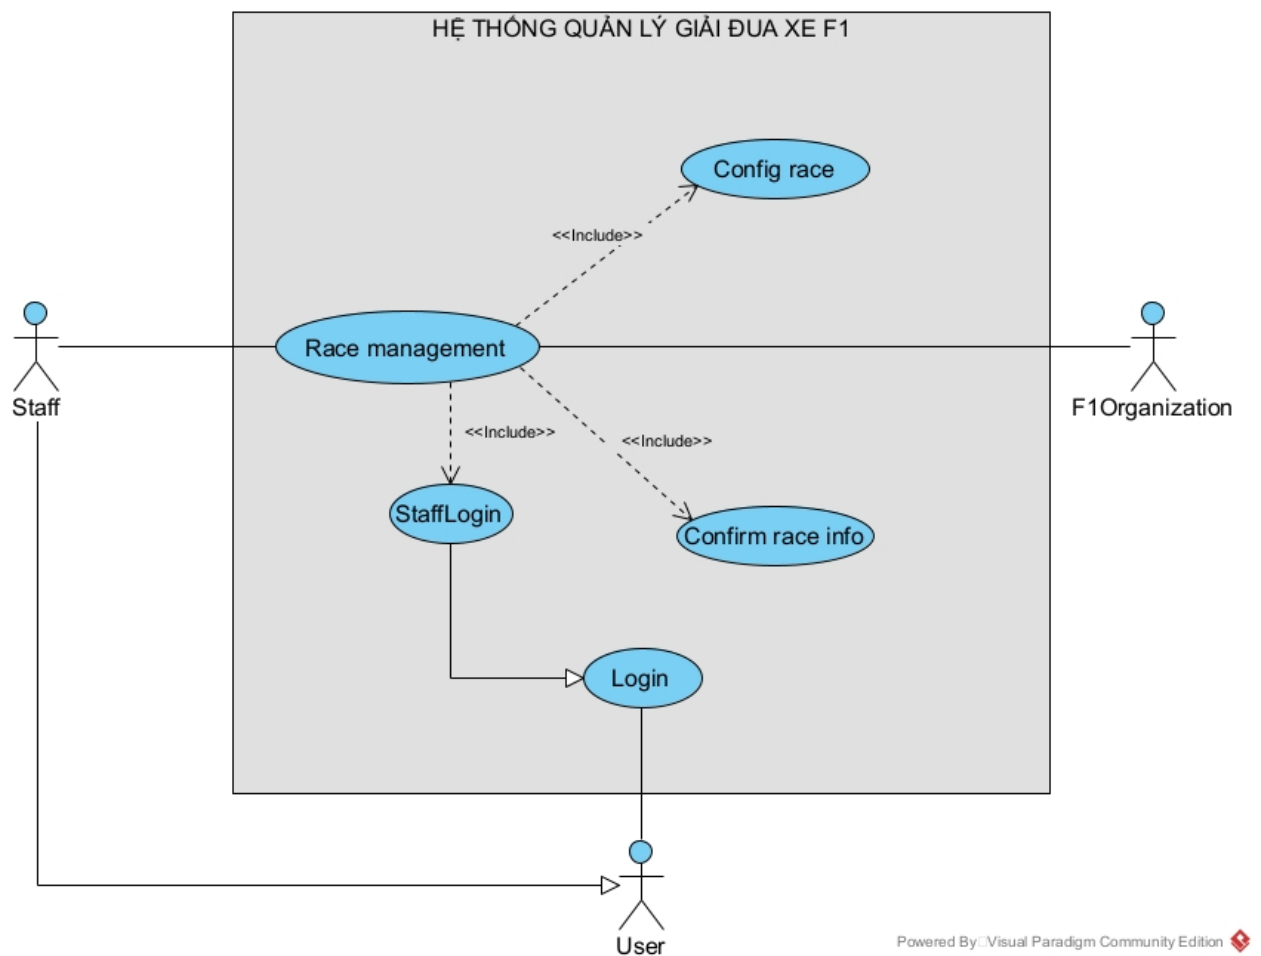 HỆ THỐNG QUẢN LÝ GIẢI ĐUA XE F1
Config race
<<Include>>
Race management
Staff
F1Organization
<<Include>>
<<Include>>
StaffLogin
Confirm race info
Login
User
Powered By Visual Paradigm Community Edition